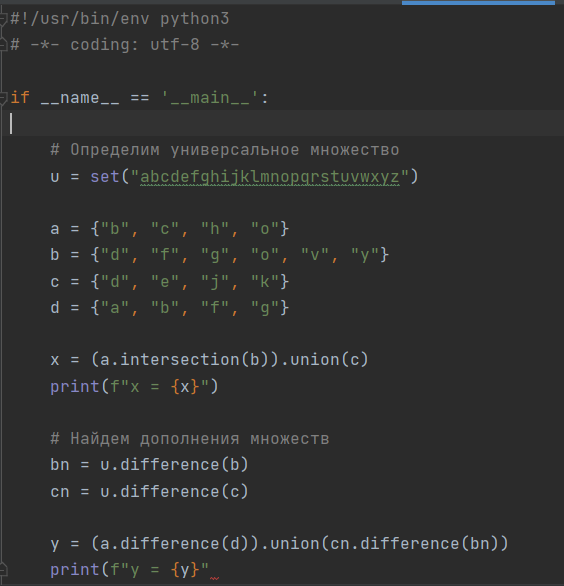 #!/usr/bin/env python3
# -*- coding: utf-8 -*-
if __name__ == '__main__':
# Определим универсальное множество
u = set("abcdefghijklmnopqrstuvwxyz")
a = {"b", "c", "h", "o"}
b = {"d", "f", "g", "o", "v", "y"}
c = {"d", "e", "j", "k"}
d = {"a", "b", "f", "g"}
x = (a.intersection(b)).union(c)
print(f"x = {x}")
# Найдем дополнения множеств
bn = u.difference(b)
cn = u.difference(c)
y = (a.difference(d)).union(cn.difference(bn))
print(f"y = {y}"